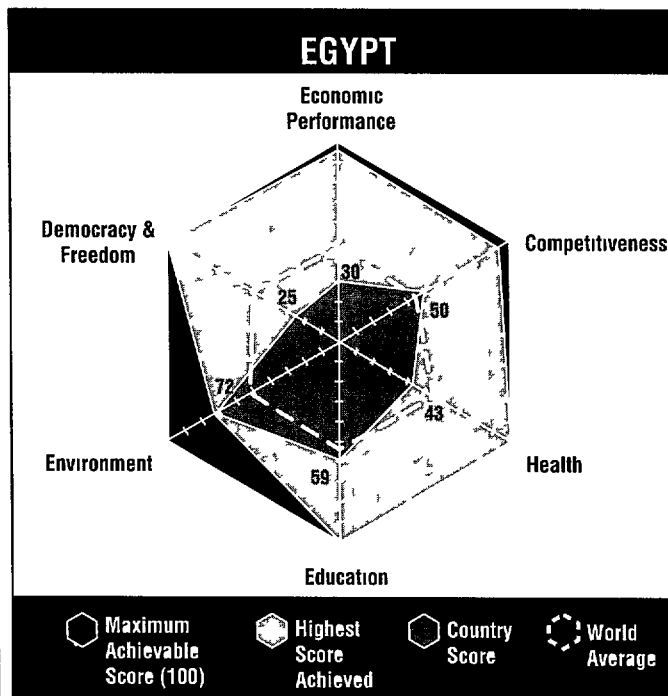 EGYPT
Economic
Performance
Democracy &
Freedom
Competitiveness
30
25
50
72
43
59
Environment
Health
Education
Maximum
Achievable
Score (100)
Highest
Score
Achieved
Country
Score
World
Average